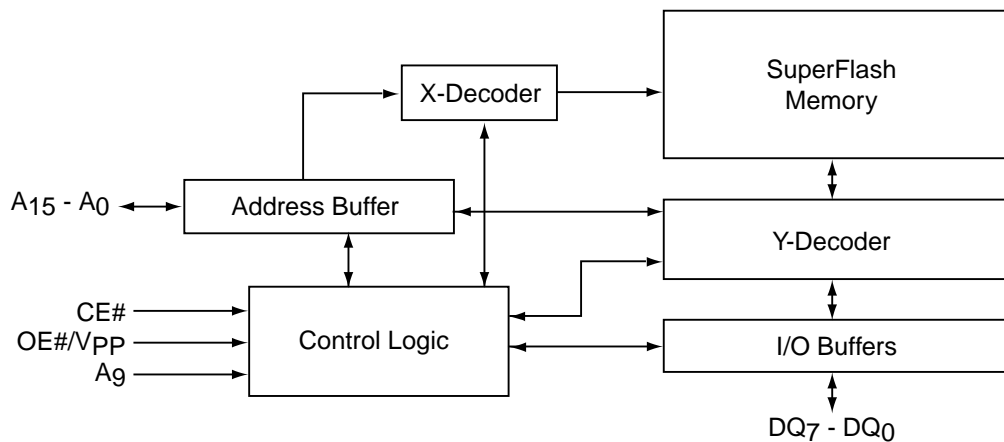 SuperFlash
Memory
X-Decoder
A15 - A0
Address Buffer
Y-Decoder
CE#
OE#/VPP
A9
Control Logic
I/O Buffers
DQ7 - DQ0